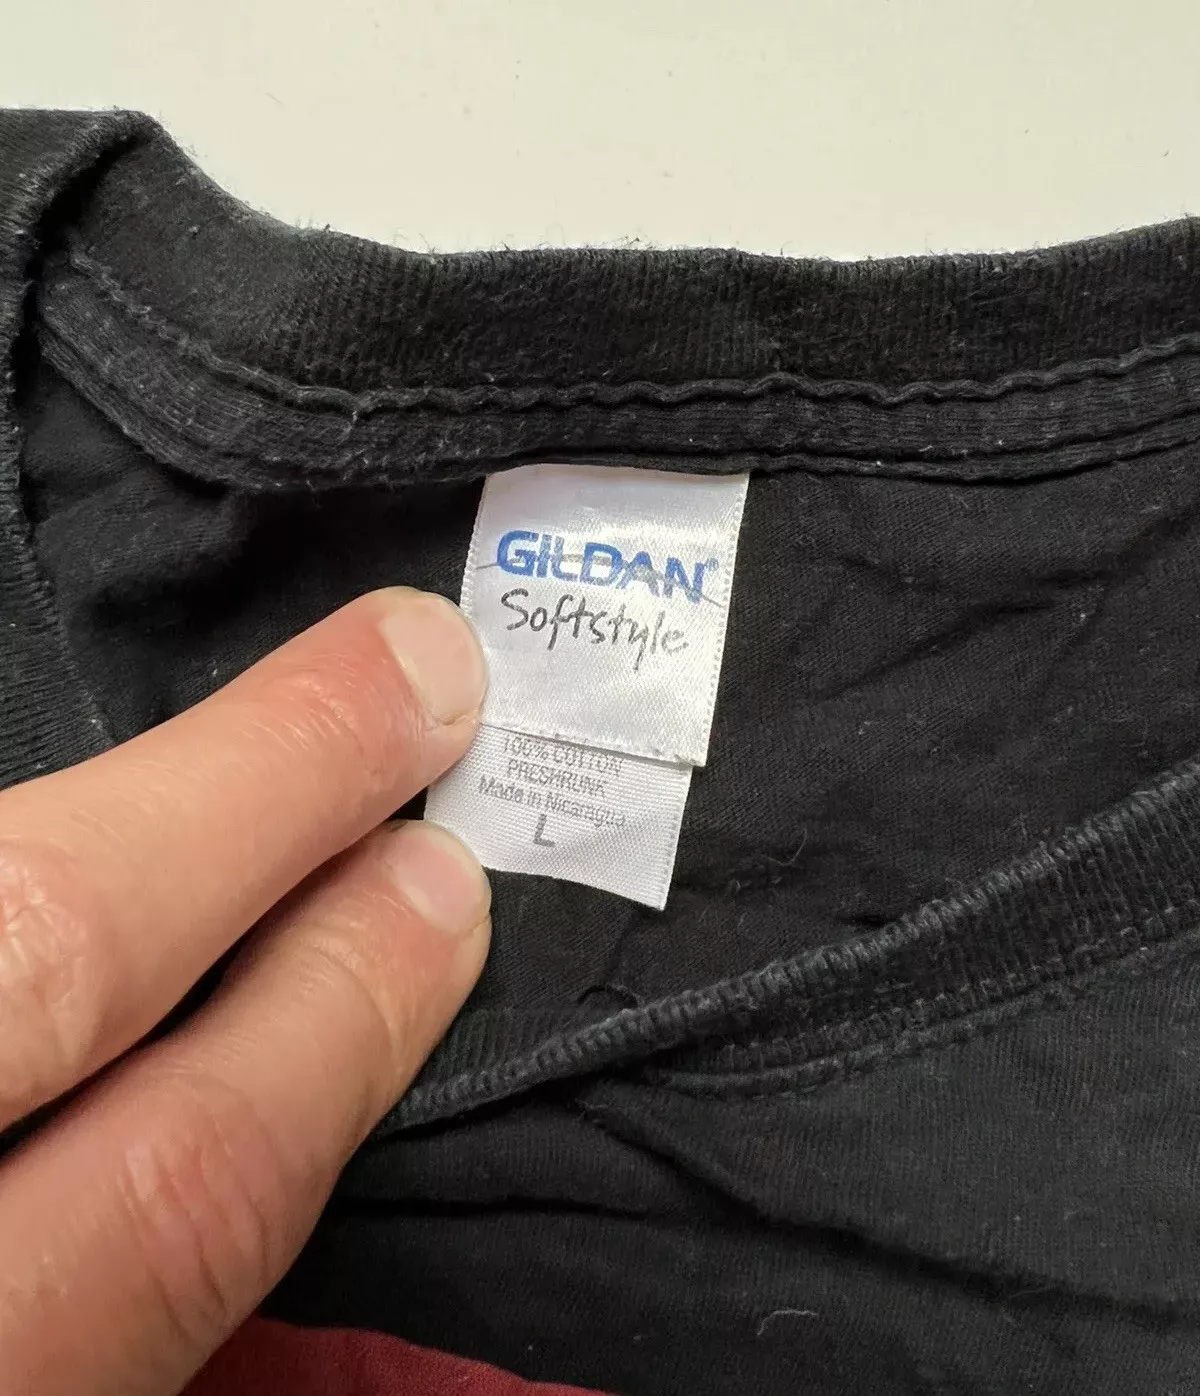 GILDAN®
Softstyle
100% COTTON
PRESHRUNK
Made in Nicaragua
L